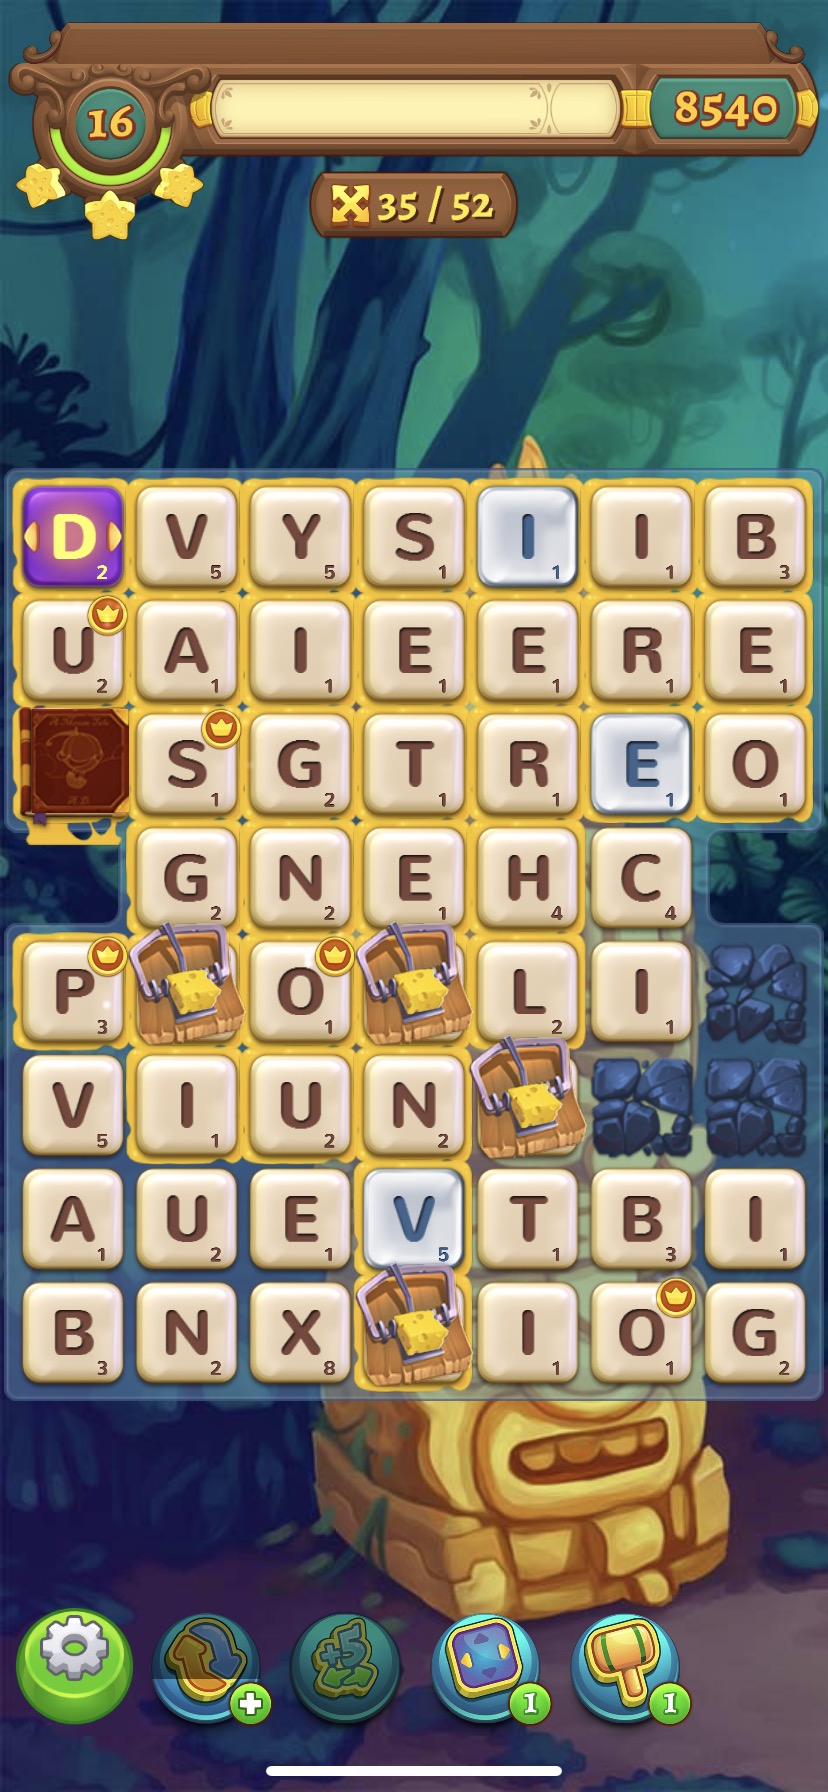 16 8540
35 / 52
D 2 V 5 Y 5 S 1 I 1 I 1 B 3
U 2 A 1 I 1 E 1 E 1 R 1 E 1
S 1 G 2 T 1 R 1 E 1 O 1
G 2 N 2 E 1 H 4 C 4
P 3 O 1 L 2 I 1
V 5 I 1 U 2 N 2
A 1 U 2 E 1 V 5 T 1 B 3 I 1
B 3 N 2 X 8 I 1 O 1 G 2
+5 1 1